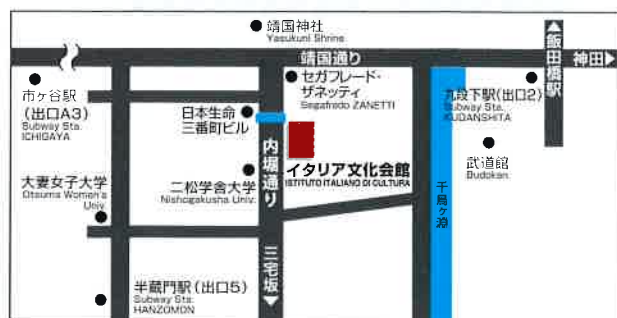 靖国神社
Yasukuni Shrine
靖国通り
▲飯田橋駅
神田▶
市ヶ谷駅
(出口A3)
Subway Sta.
ICHIGAYA
日本生命
三番町ビル
セガフレード・
ザネッティ
Segafredo ZANETTI
九段下駅(出口2)
Subway Sta.
KUDANSHITA
武道館
Budokan
大妻女子大学
Otsuma Women's
Univ.
二松学舎大学
Nishogakusha Univ.
内堀通り
イタリア文化会館
ISTITUTO ITALIANO DI CULTURA
千鳥ヶ淵
三宅坂▼
半蔵門駅(出口5)
Subway Sta.
HANZOMON